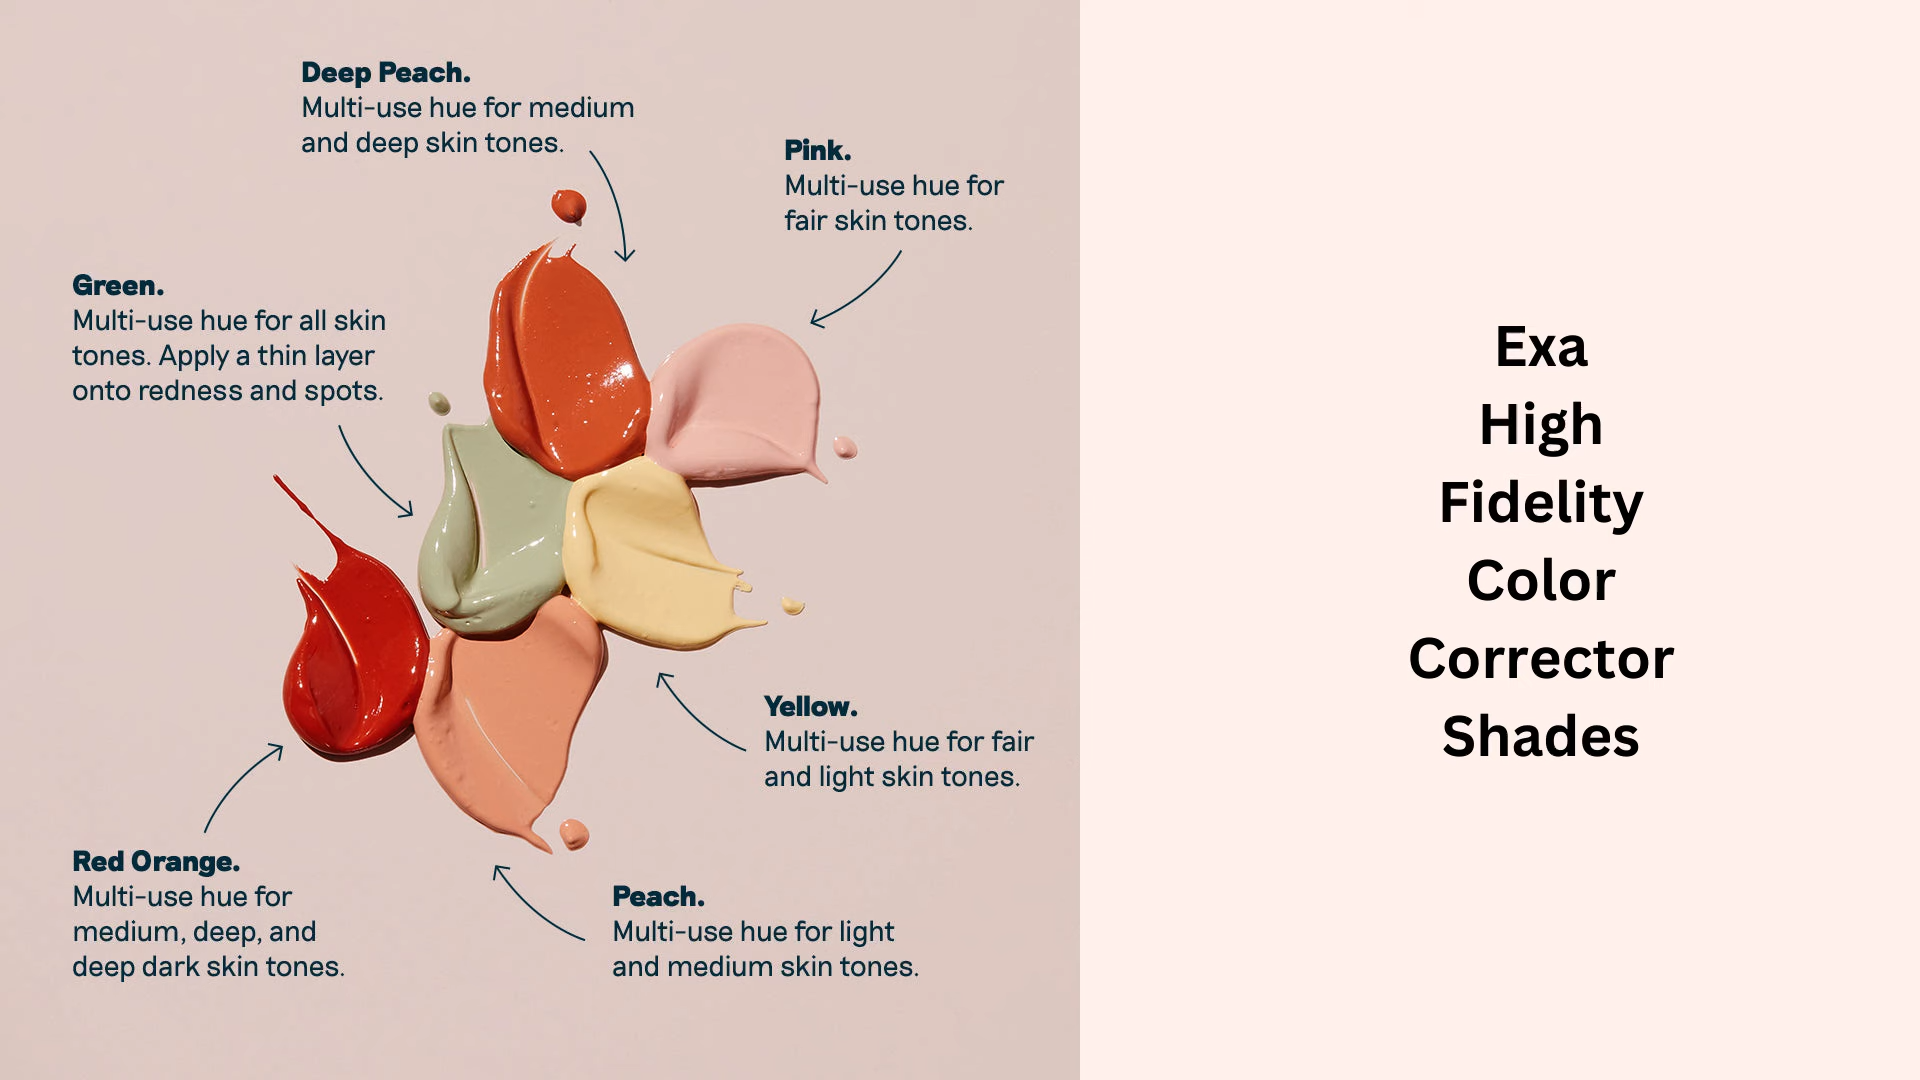 Deep Peach.
Multi-use hue for medium
and deep skin tones.
Pink.
Multi-use hue for
fair skin tones.
Green.
Multi-use hue for all skin
tones. Apply a thin layer
onto redness and spots.
Yellow.
Multi-use hue for fair
and light skin tones.
Red Orange.
Multi-use hue for
medium, deep, and
deep dark skin tones.
Peach.
Multi-use hue for light
and medium skin tones.
Exa
High
Fidelity
Color
Corrector
Shades